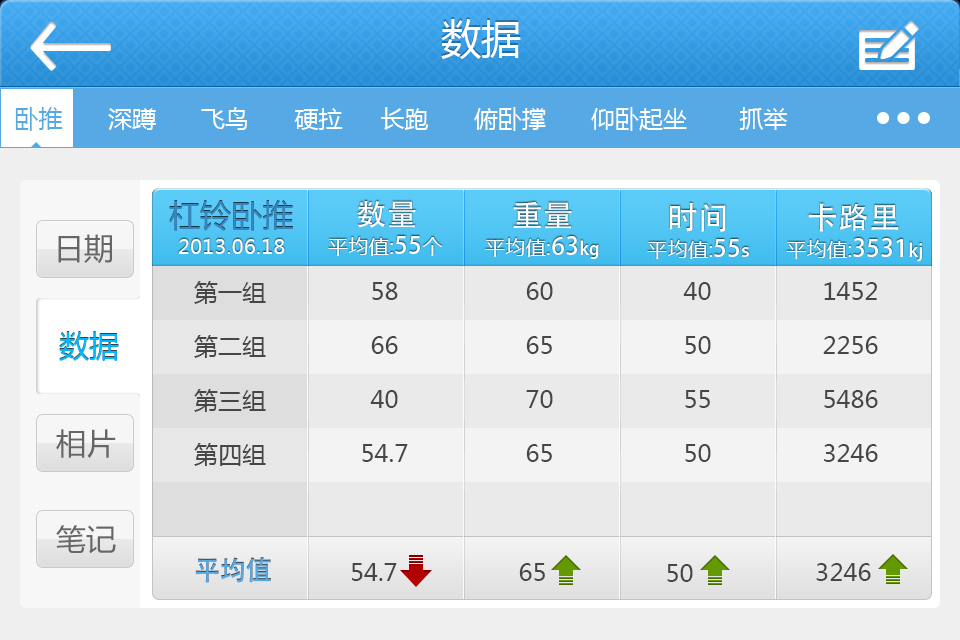 数据
卧推 深蹲 飞鸟 硬拉 长跑 俯卧撑 仰卧起坐 抓举
杠铃卧推 数量 重量 时间 卡路里
2013.06.18 平均值:55个 平均值:63kg 平均值:55s 平均值:3531kj
日期
第一组 58 60 40 1452
数据
第二组 66 65 50 2256
第三组 40 70 55 5486
相片
第四组 54.7 65 50 3246
笔记
平均值 54.7 65 50 3246